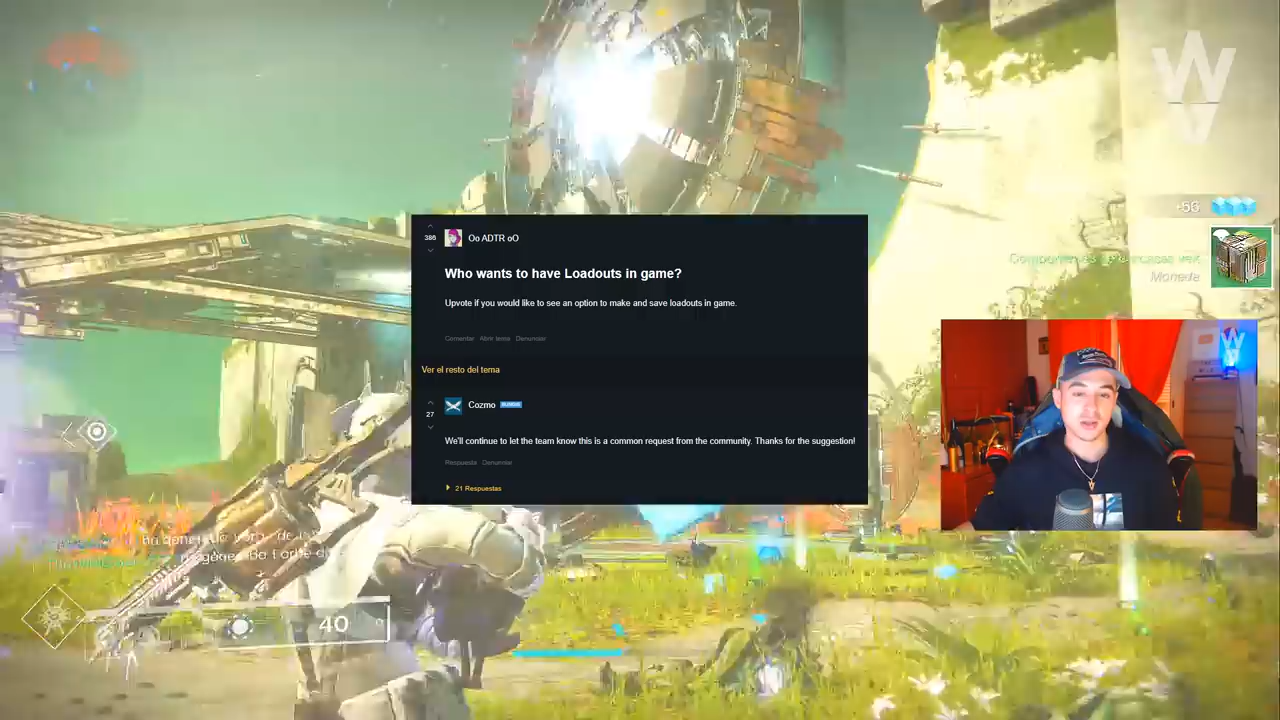 +56
386
Oo ADTR oO
Who wants to have Loadouts in game?
Upvote if you would like to see an option to make and save loadouts in game.
Moneda
Comentar Abrir tema Denunciar
Ver el resto del tema
27
Cozmo BUNGIE
We'll continue to let the team know this is a common request from the community. Thanks for the suggestion!
Respuesta Denunciar
21 Respuestas
40